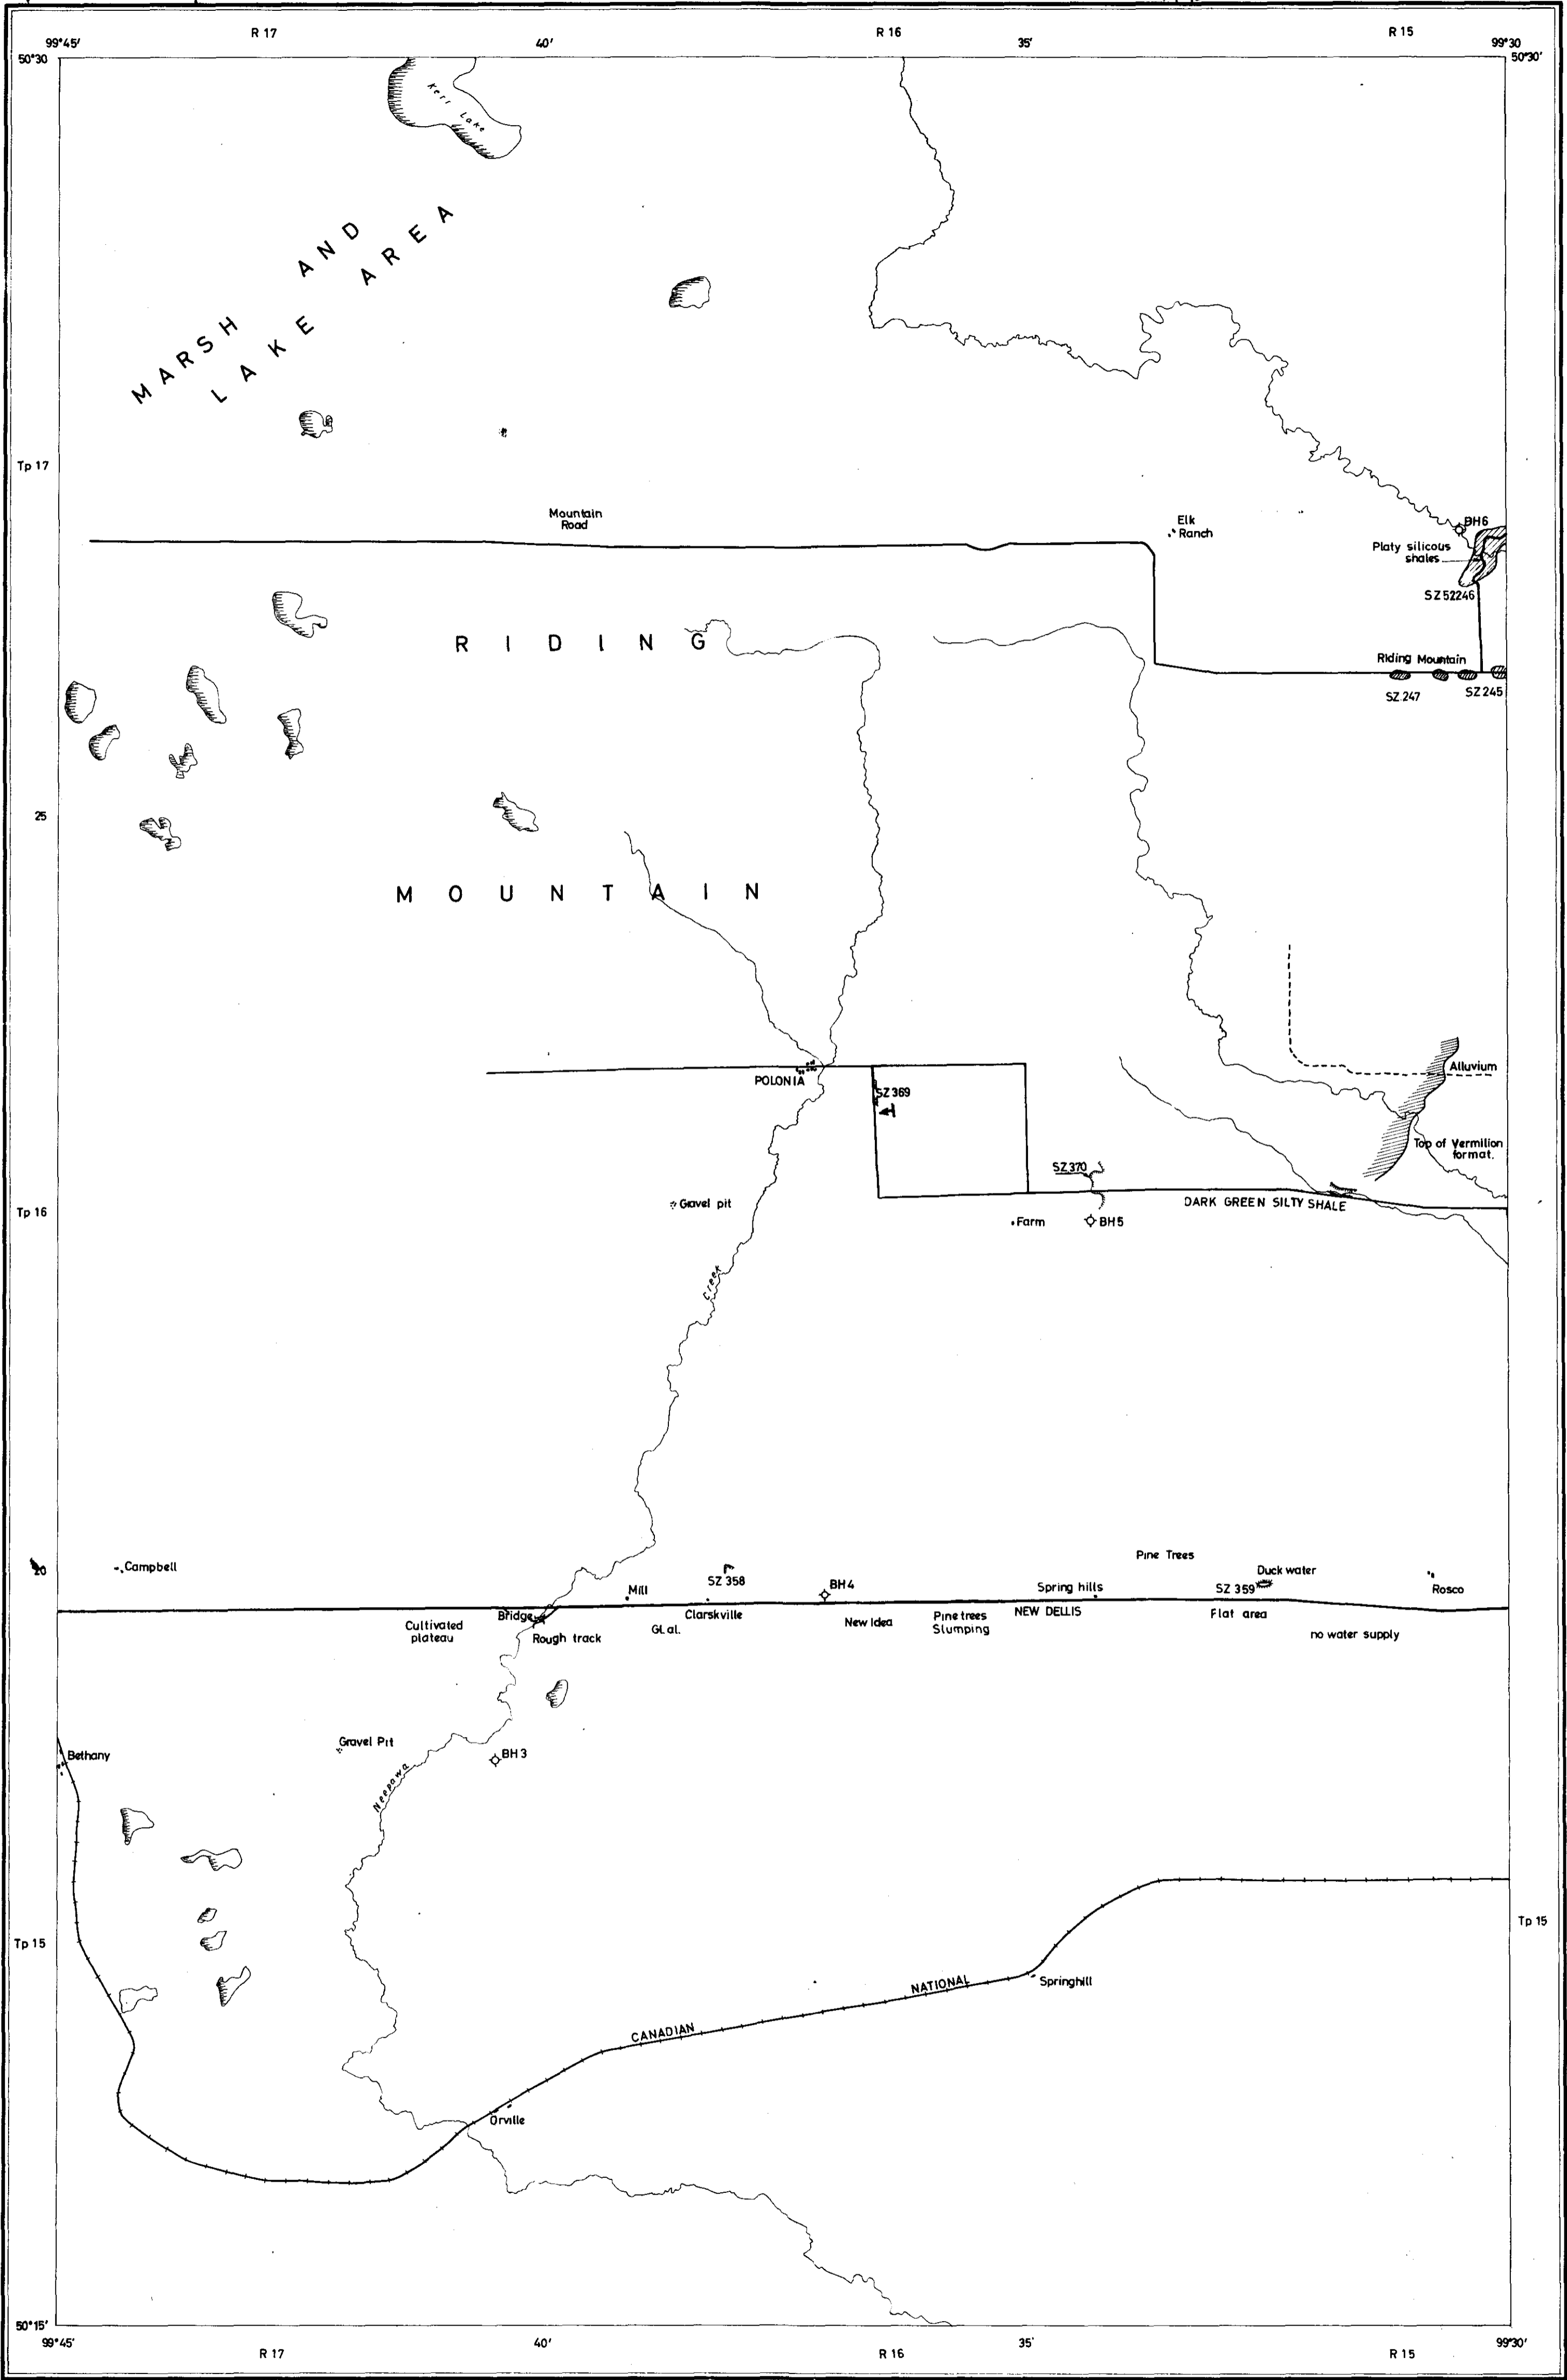 R 17
R 16
R 15
99°45'
40'
35'
99°30
50°30
50°30'
Kerr Lake
MARSH AND
LAKE AREA
Tp 17
Mountain
Road
Elk
Ranch
BH6
Platy silicous
shales
SZ52246
RIDING
Riding Mountain
SZ.247
SZ 245
25
MOUNTAIN
POLONIA
SZ 369
Alluvium
Top of Vermilion
format.
SZ370
Tp 16
Gravel pit
DARK GREEN SILTY SHALE
Farm
BH5
Creek
Pine Trees
20
Campbell
SZ 358
Duck water
Mill
BH4
Spring hills
SZ 359
Rosco
Bridge
Clarskville
NEW DELLIS
Flat area
Cultivated
plateau
Rough track
Gl. al.
New Idea
Pine trees
Slumping
no water supply
Gravel Pit
Bethany
BH3
Neepawa
Tp 15
Tp 15
NATIONAL
Springhill
CANADIAN
Orville
50°15'
99°45'
40'
35'
99°30'
R 17
R 16
R 15